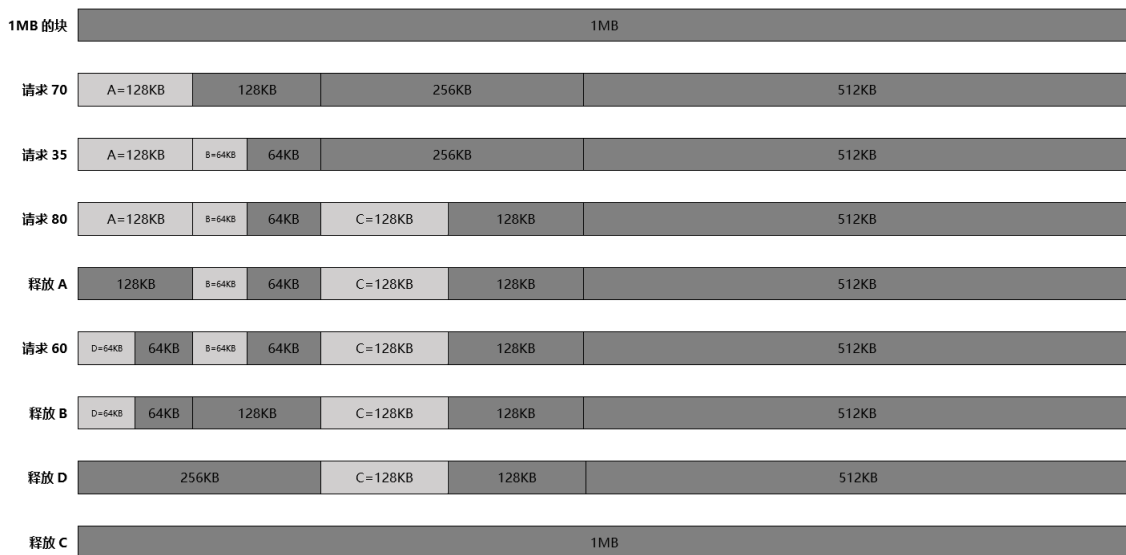 1MB 的块 1MB
请求 70 A=128KB 128KB 256KB 512KB
请求 35 A=128KB B=64KB 64KB 256KB 512KB
请求 80 A=128KB B=64KB 64KB C=128KB 128KB 512KB
释放 A 128KB B=64KB 64KB C=128KB 128KB 512KB
请求 60 D=64KB 64KB B=64KB 64KB C=128KB 128KB 512KB
释放 B D=64KB 64KB 128KB C=128KB 128KB 512KB
释放 D 256KB C=128KB 128KB 512KB
释放 C 1MB